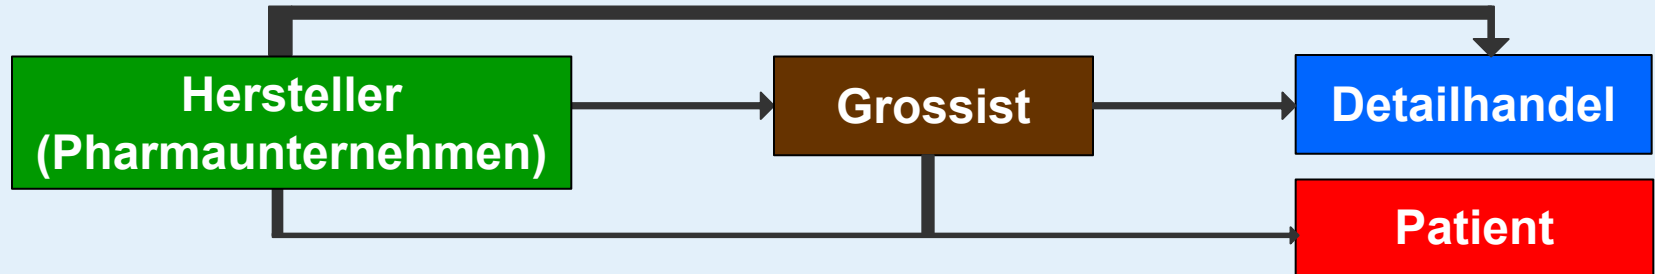 Hersteller
(Pharmaunternehmen)
Grossist
Detailhandel
Patient